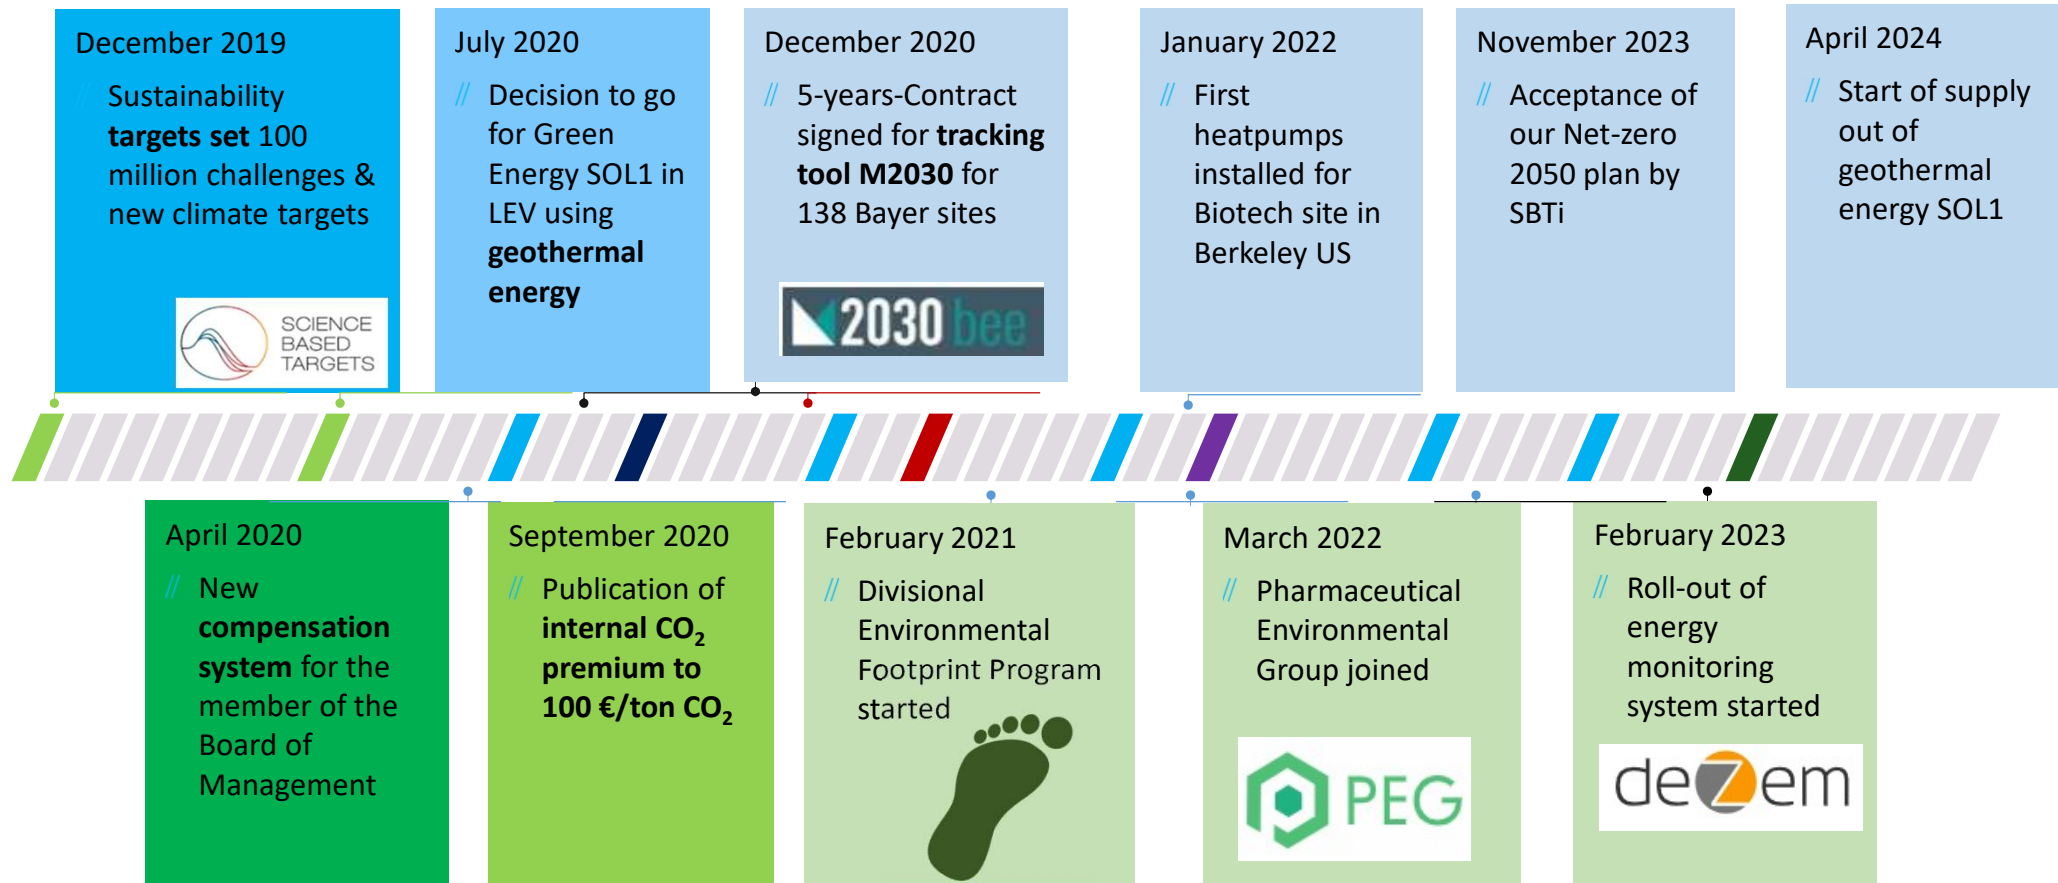 December 2019
// Sustainability
targets set 100
million challenges &
new climate targets
SCIENCE
BASED
TARGETS
July 2020
// Decision to go
for Green
Energy SOL1 in
LEV using
geothermal
energy
December 2020
// 5-years-Contract
signed for tracking
tool M2030 for
138 Bayer sites
2030 bee
January 2022
// First
heatpumps
installed for
Biotech site in
Berkeley US
November 2023
// Acceptance of
our Net-zero
2050 plan by
SBTi
April 2024
// Start of supply
out of
geothermal
energy SOL1
April 2020
// New
compensation
system for the
member of the
Board of
Management
September 2020
// Publication of
internal CO₂
premium to
100 €/ton CO₂
February 2021
// Divisional
Environmental
Footprint Program
started
March 2022
// Pharmaceutical
Environmental
Group joined
PEG
February 2023
// Roll-out of
energy
monitoring
system started
deZem